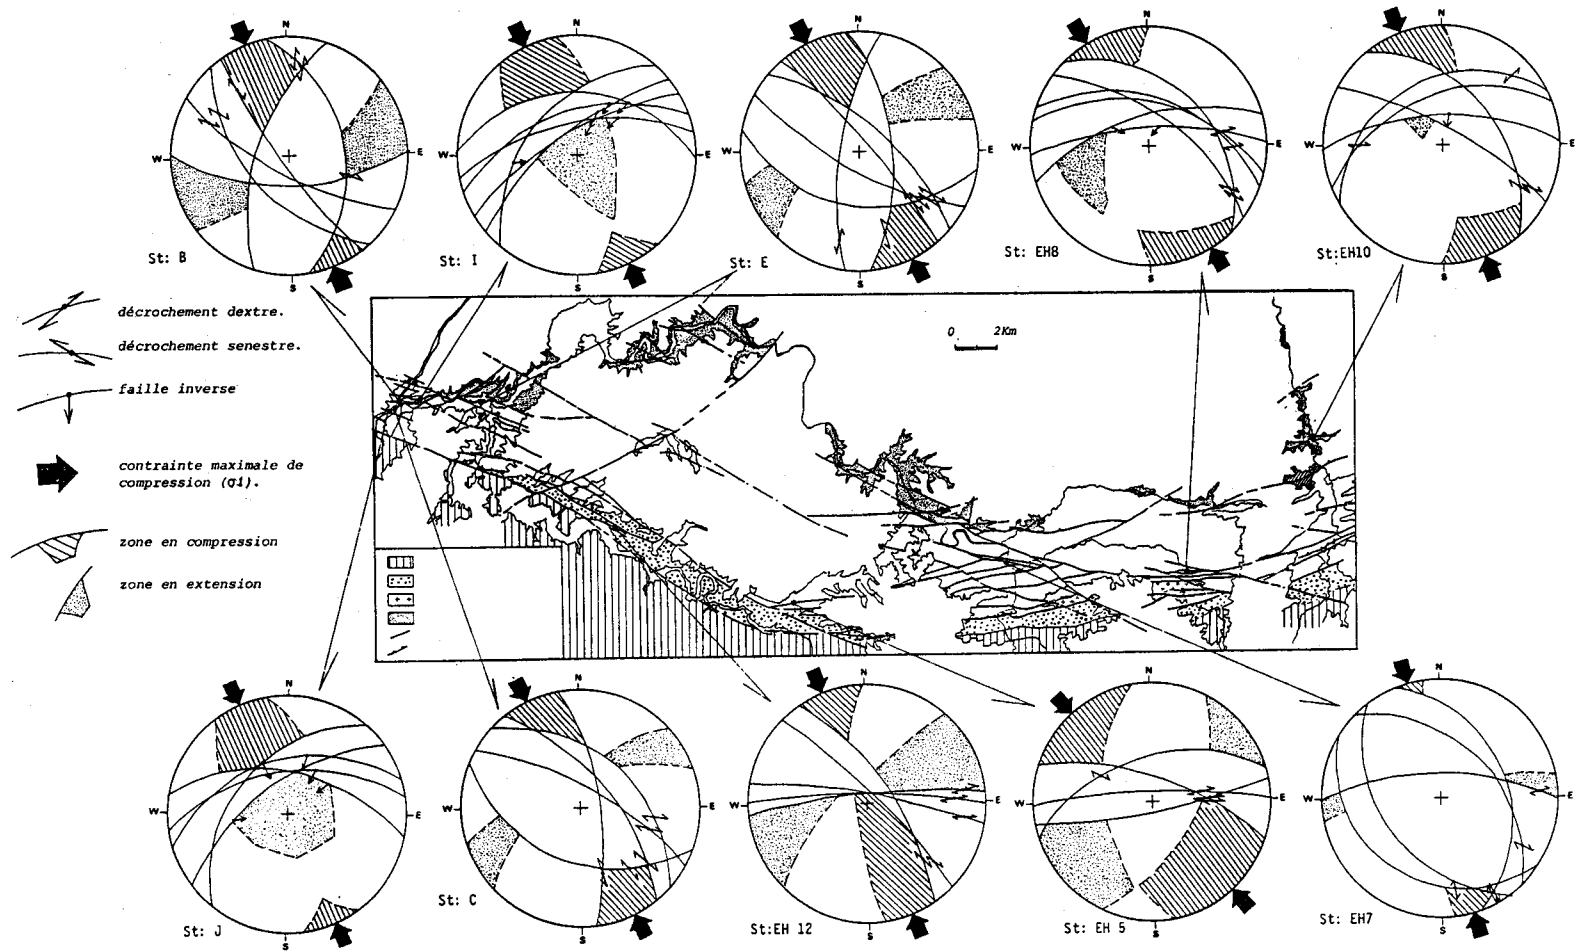 N
W
E
S
St: B
N
W
E
S
St: I
N
W
E
S
St: E
N
W
E
S
St: EH8
N
W
E
S
St:EH10
décrochement dextre.
décrochement senestre.
faille inverse
contrainte maximale de
compression (σ1).
zone en compression
zone en extension
0 2Km
N
W
E
S
St: J
N
W
E
S
St: C
N
W
E
S
St:EH 12
N
W
E
S
St: EH 5
N
W
E
S
St: EH7